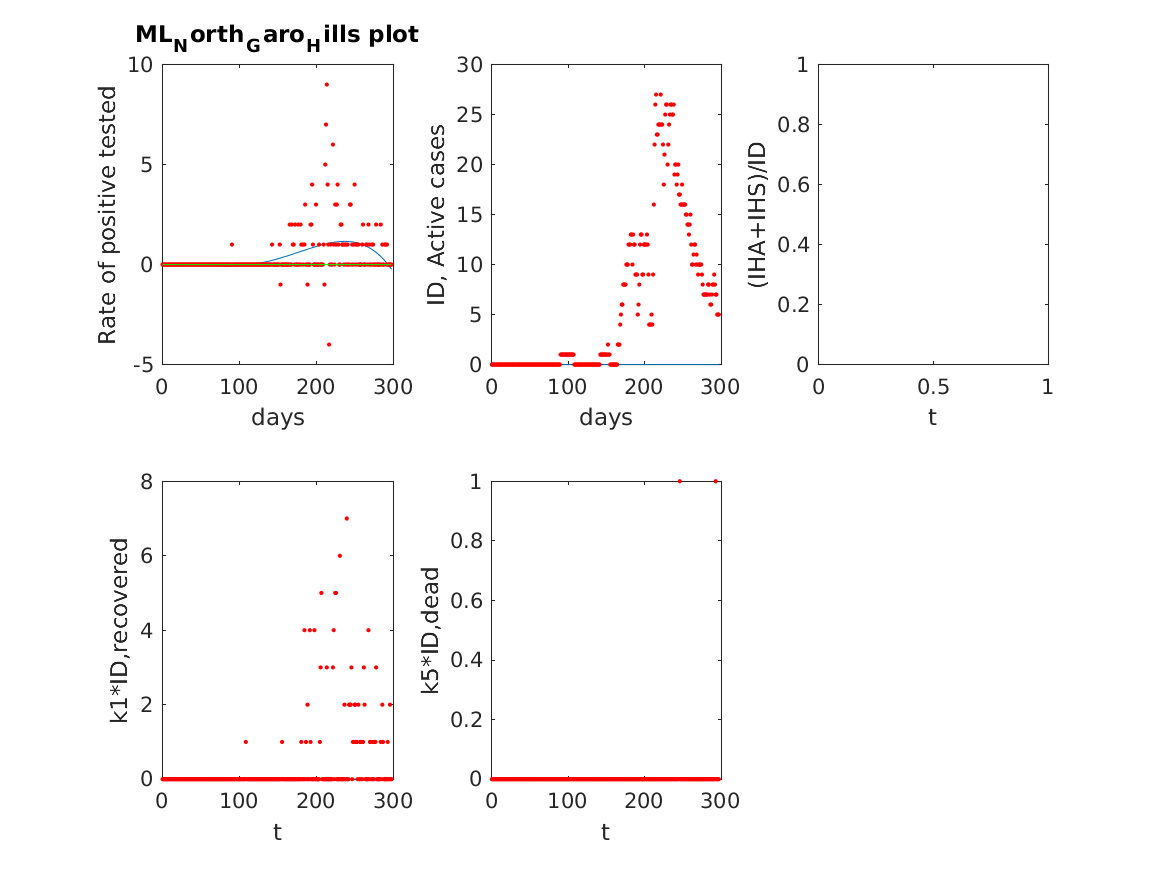 ML_North_Garo_Hills plot
10
5
0
-5
0 100 200 300
Rate of positive tested
days
30
25
20
15
10
5
0
0 100 200 300
ID, Active cases
days
1
0.8
0.6
0.4
0.2
0
0 0.5 1
(IHA+IHS)/ID
t
8
6
4
2
0
0 100 200 300
k1*ID,recovered
t
1
0.8
0.6
0.4
0.2
0
0 100 200 300
k5*ID,dead
t